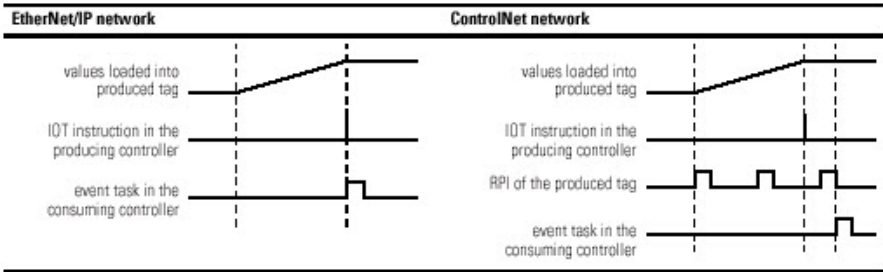 EtherNet/IP network
values loaded into
produced tag
IOT instruction in the
producing controller
event task in the
consuming controller
ControlNet network
values loaded into
produced tag
IOT instruction in the
producing controller
RPI of the produced tag
event task in the
consuming controller